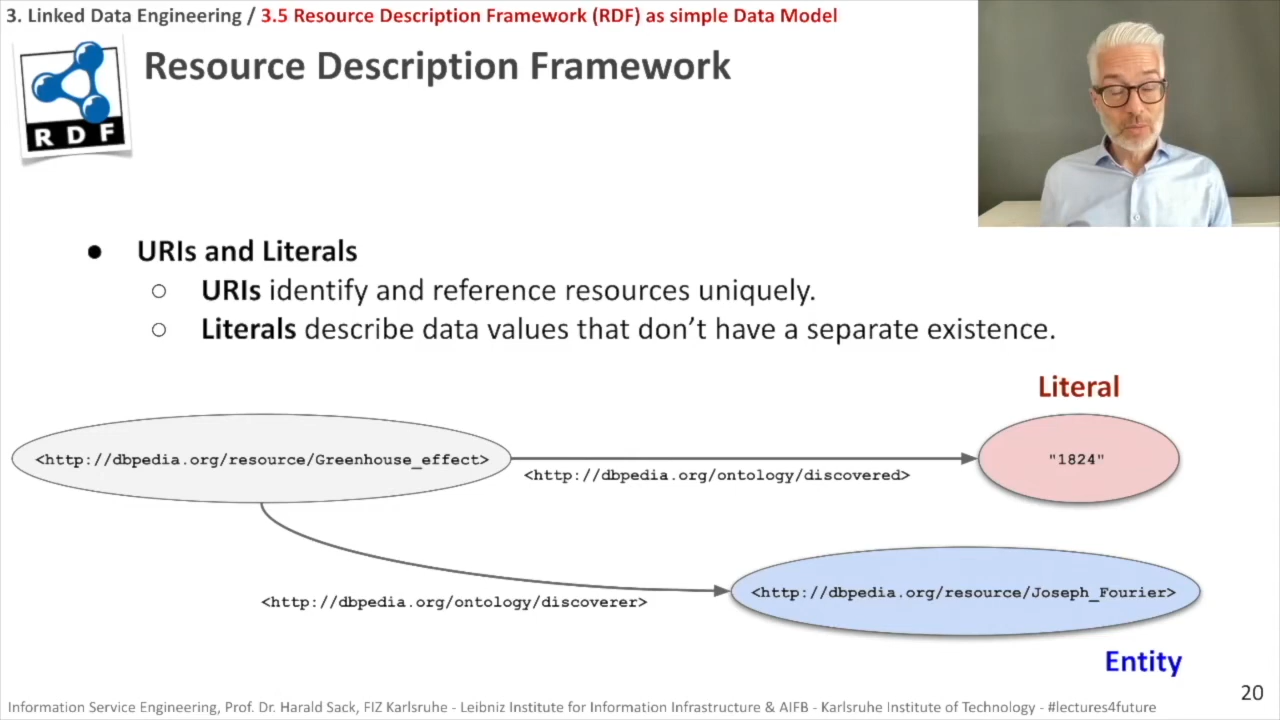 3. Linked Data Engineering / 3.5 Resource Description Framework (RDF) as simple Data Model
RDF
Resource Description Framework
● URIs and Literals
○ URIs identify and reference resources uniquely.
○ Literals describe data values that don’t have a separate existence.
Literal
<http://dbpedia.org/resource/Greenhouse_effect>
"1824"
<http://dbpedia.org/ontology/discovered>
<http://dbpedia.org/resource/Joseph_Fourier>
<http://dbpedia.org/ontology/discoverer>
Entity
20
Information Service Engineering, Prof. Dr. Harald Sack, FIZ Karlsruhe - Leibniz Institute for Information Infrastructure & AIFB - Karlsruhe Institute of Technology - #lectures4future